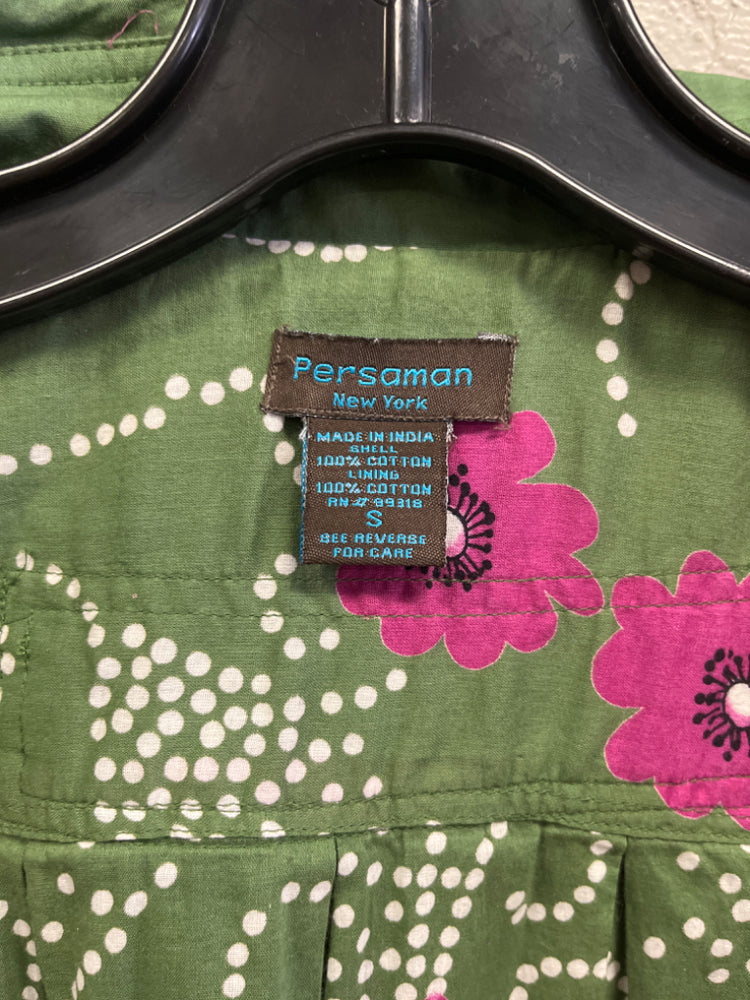 Persaman
New York
MADE IN INDIA
SHELL
100% COTTON
LINING
100% COTTON
RN# 89318
S
SEE REVERSE
FOR CARE